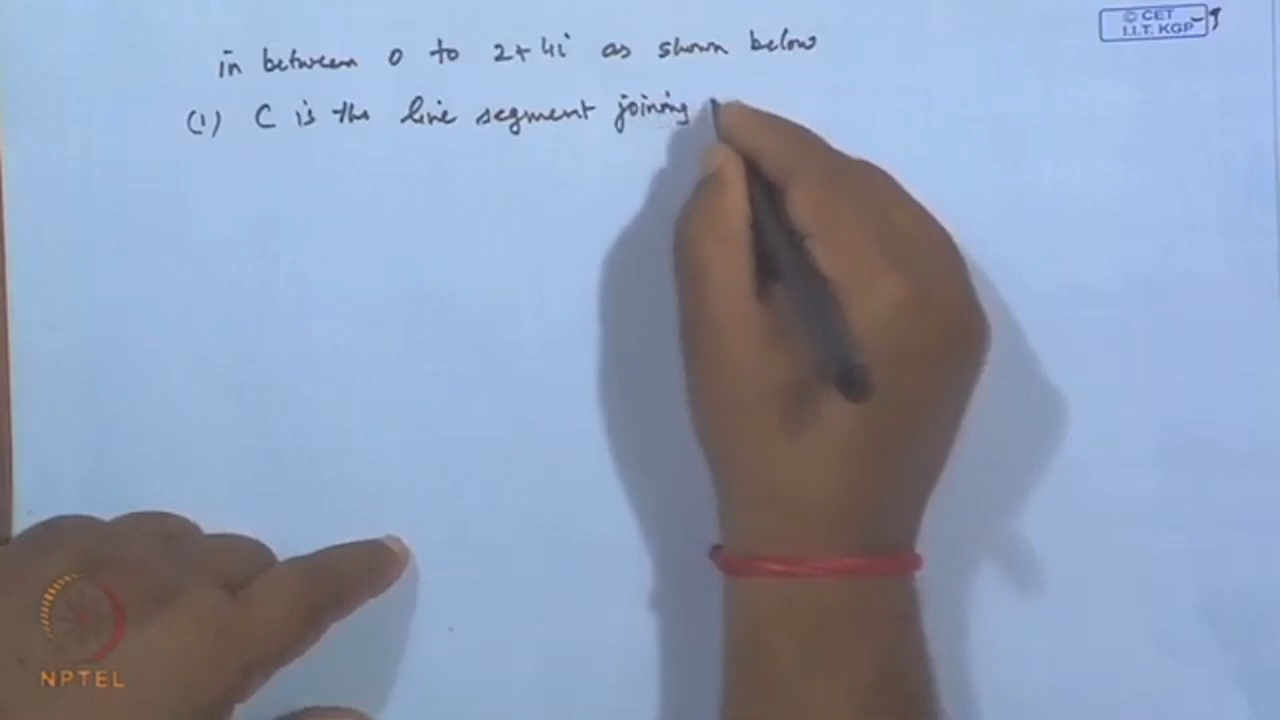 © CET
I.I.T. KGP
in between 0 to 2+4i as shown below
(1) C is the line segment joining
NPTEL